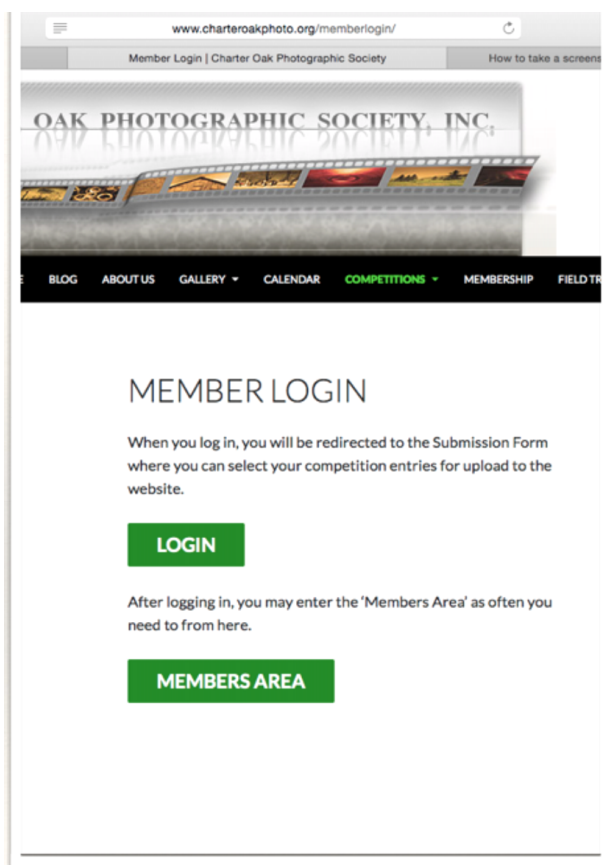 www.charteroakphoto.org/memberlogin/
Member Login | Charter Oak Photographic Society
How to take a screens
OAK PHOTOGRAPHIC SOCIETY, INC.
E BLOG ABOUT US GALLERY CALENDAR COMPETITIONS MEMBERSHIP FIELD TR
MEMBER LOGIN
When you log in, you will be redirected to the Submission Form
where you can select your competition entries for upload to the
website.
LOGIN
After logging in, you may enter the ‘Members Area’ as often you
need to from here.
MEMBERS AREA